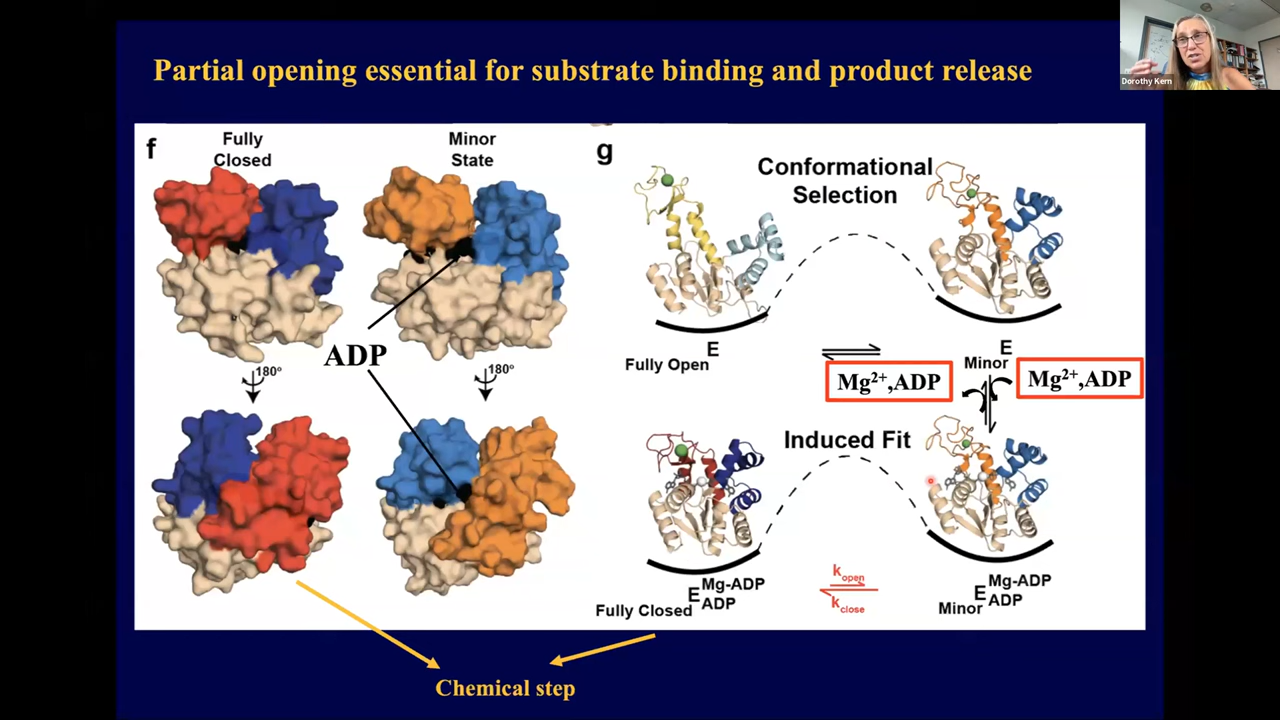 Partial opening essential for substrate binding and product release
Dorothy Kern
f
Fully
Closed
Minor
State
ADP
180°
180°
Chemical step
g
Conformational
Selection
E
Fully Open
E
Minor
Mg²⁺,ADP
Mg²⁺,ADP
Induced Fit
Fully Closed E Mg-ADP
ADP
kopen
kclose
Minor E Mg-ADP
ADP